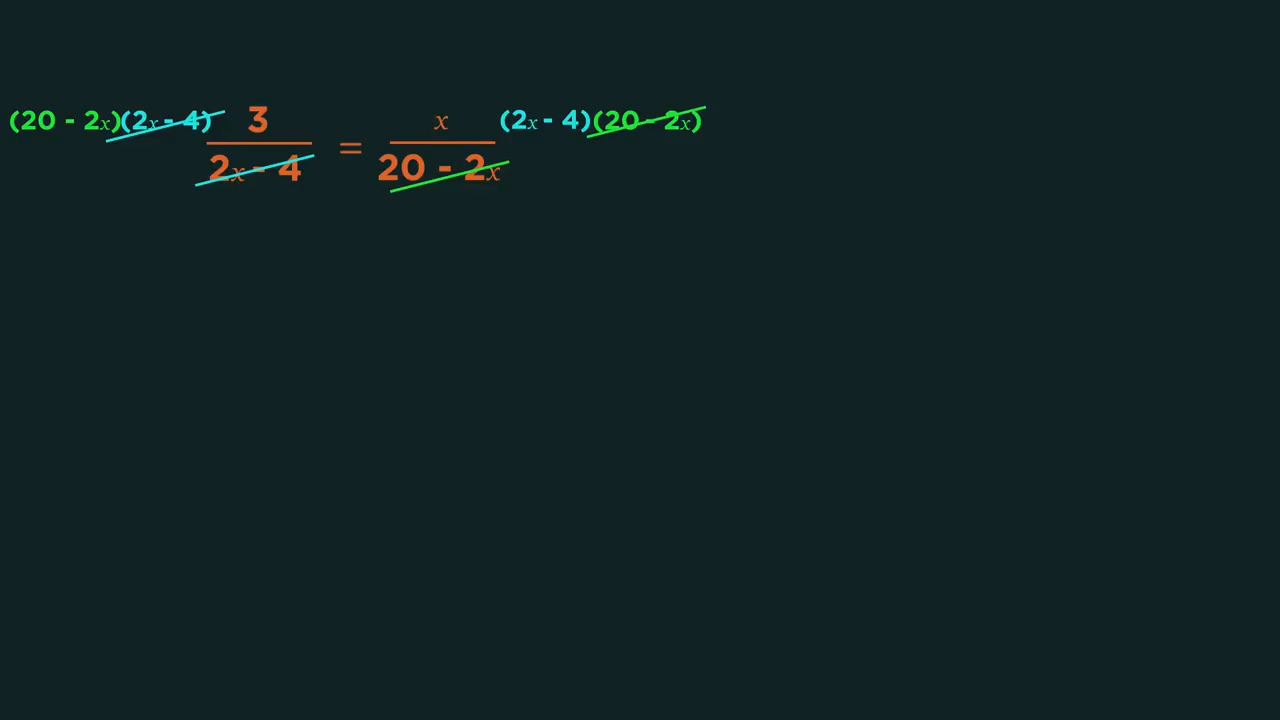 (20 - 2x)(2x - 4) 3 x (2x - 4)(20 - 2x)
=
2x - 4 20 - 2x